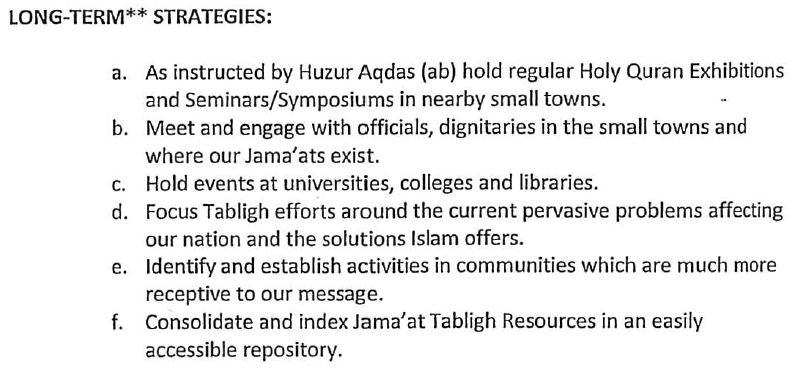 LONG-TERM** STRATEGIES:
a. As instructed by Huzur Aqdas (ab) hold regular Holy Quran Exhibitions
and Seminars/Symposiums in nearby small towns.
b. Meet and engage with officials, dignitaries in the small towns and
where our Jama'ats exist.
c. Hold events at universities, colleges and libraries.
d. Focus Tabligh efforts around the current pervasive problems affecting
our nation and the solutions Islam offers.
e. Identify and establish activities in communities which are much more
receptive to our message.
f. Consolidate and index Jama'at Tabligh Resources in an easily
accessible repository.